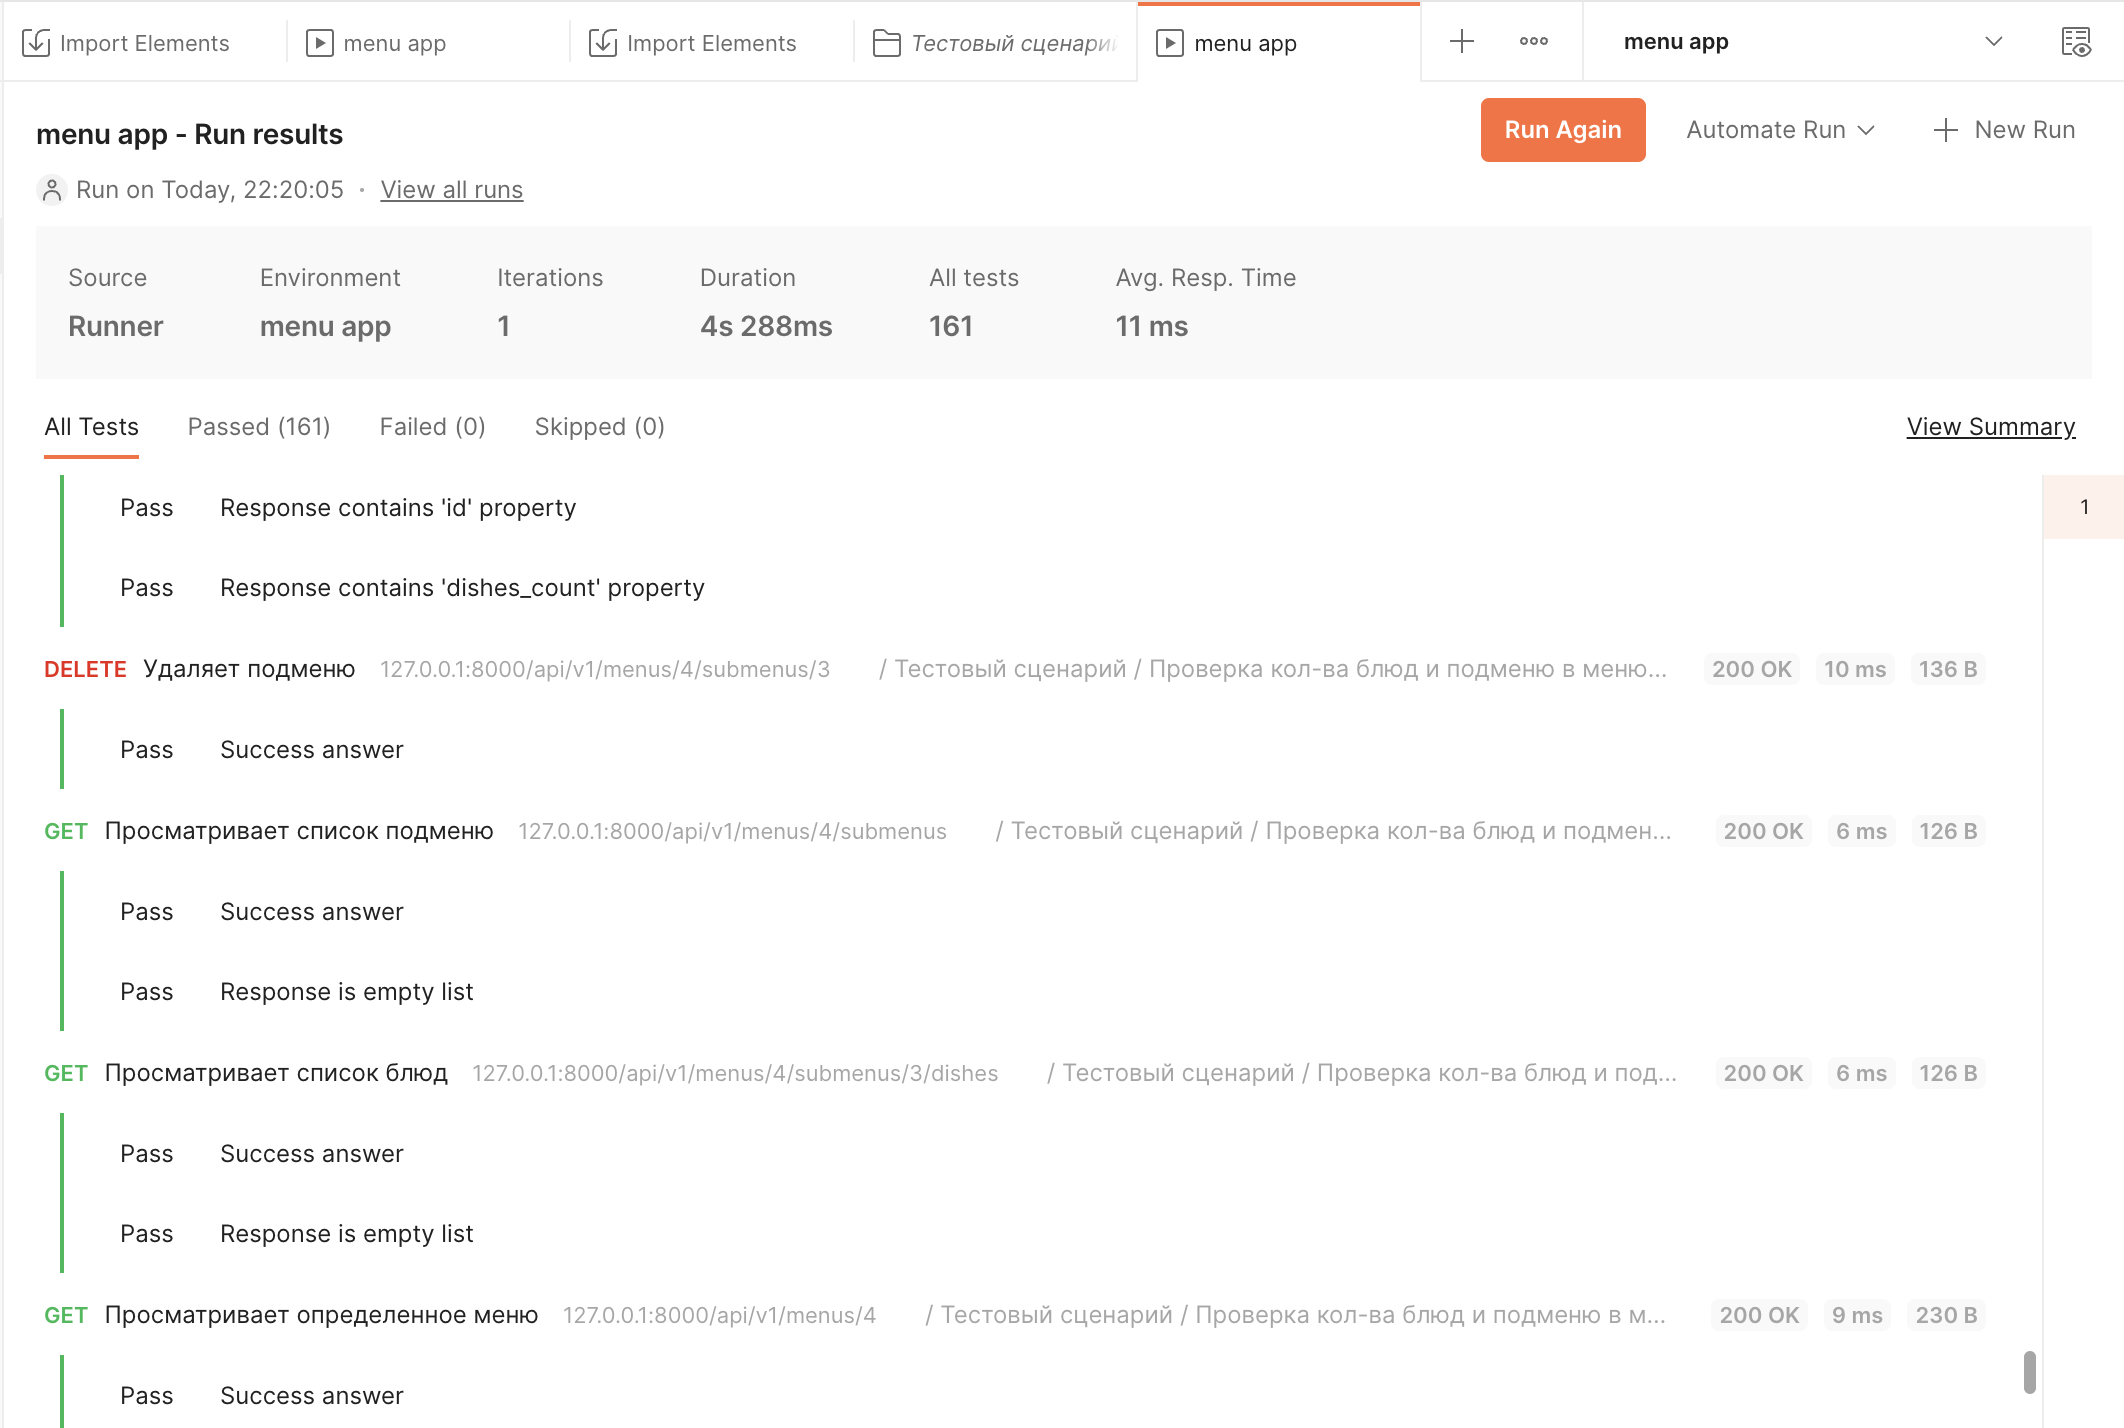 Import Elements menu app Import Elements Тестовый сценарий menu app menu app
menu app - Run results Run Again Automate Run New Run
Run on Today, 22:20:05 · View all runs
Source Environment Iterations Duration All tests Avg. Resp. Time
Runner menu app 1 4s 288ms 161 11 ms
All Tests Passed (161) Failed (0) Skipped (0) View Summary
Pass Response contains 'id' property 1
Pass Response contains 'dishes_count' property
DELETE Удаляет подменю 127.0.0.1:8000/api/v1/menus/4/submenus/3 / Тестовый сценарий / Проверка кол-ва блюд и подменю в меню... 200 OK 10 ms 136 B
Pass Success answer
GET Просматривает список подменю 127.0.0.1:8000/api/v1/menus/4/submenus / Тестовый сценарий / Проверка кол-ва блюд и подмен... 200 OK 6 ms 126 B
Pass Success answer
Pass Response is empty list
GET Просматривает список блюд 127.0.0.1:8000/api/v1/menus/4/submenus/3/dishes / Тестовый сценарий / Проверка кол-ва блюд и под... 200 OK 6 ms 126 B
Pass Success answer
Pass Response is empty list
GET Просматривает определенное меню 127.0.0.1:8000/api/v1/menus/4 / Тестовый сценарий / Проверка кол-ва блюд и подменю в м... 200 OK 9 ms 230 B
Pass Success answer